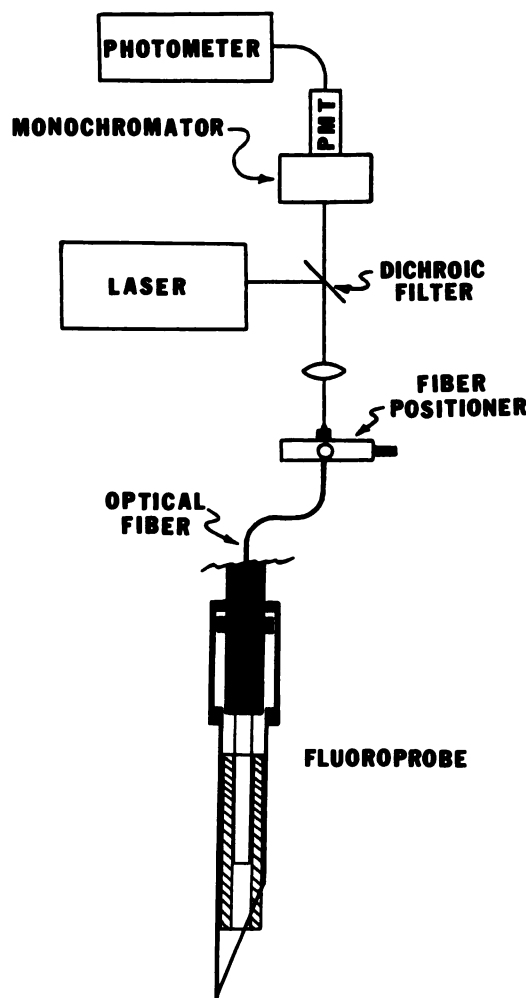 PHOTOMETER
PMT
MONOCHROMATOR
LASER
DICHROIC
FILTER
FIBER
POSITIONER
OPTICAL
FIBER
FLUOROPROBE